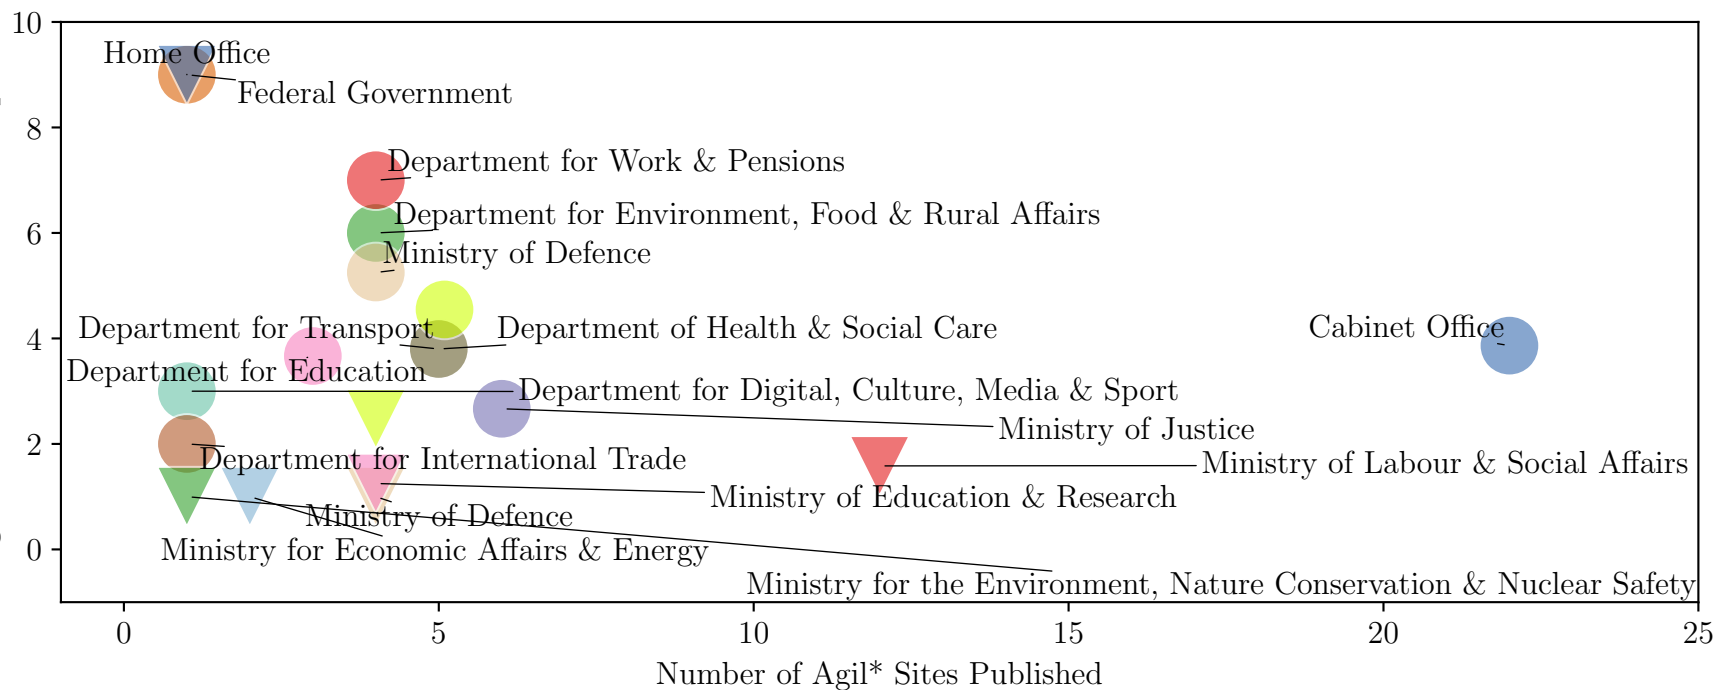 10
Home Office
Federal Government
8
Department for Work & Pensions
6
Department for Environment, Food & Rural Affairs
Ministry of Defence
4
Department for Transport
Department of Health & Social Care
Cabinet Office
Department for Education
Department for Digital, Culture, Media & Sport
Ministry of Justice
2
Department for International Trade
Ministry of Labour & Social Affairs
Ministry of Education & Research
Ministry of Defence
0
Ministry for Economic Affairs & Energy
Ministry for the Environment, Nature Conservation & Nuclear Safety
0 5 10 15 20 25
Number of Agil* Sites Published